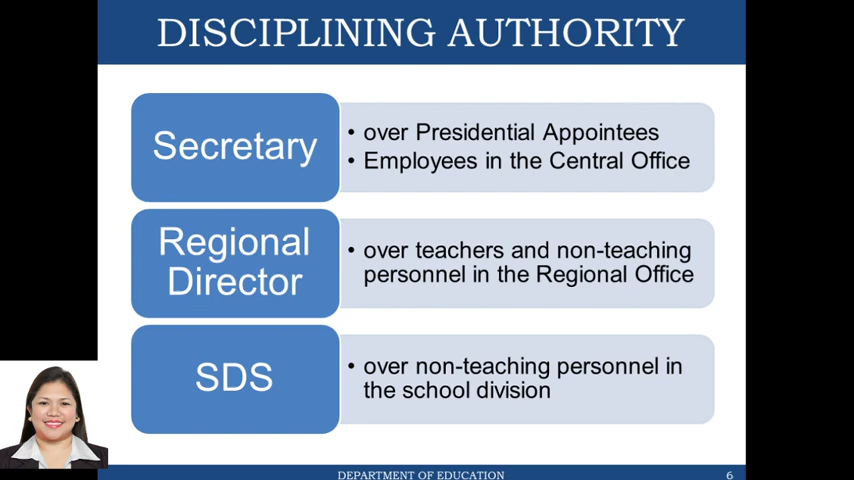 DISCIPLINING AUTHORITY
Secretary
• over Presidential Appointees
• Employees in the Central Office
Regional
Director
• over teachers and non-teaching
personnel in the Regional Office
SDS
• over non-teaching personnel in
the school division
DEPARTMENT OF EDUCATION
6